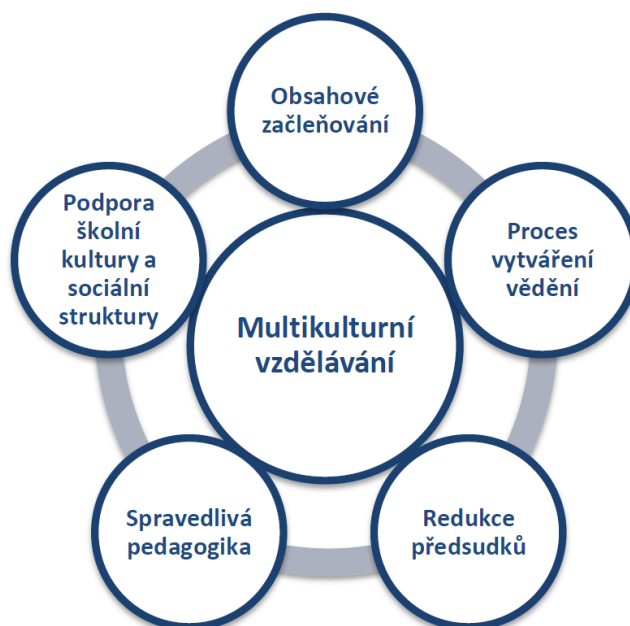 Obsahové
začleňování
Podpora
školní
kultury a
sociální
struktury
Proces
vytváření
vědění
Multikulturní
vzdělávání
Spravedlivá
pedagogika
Redukce
předsudků